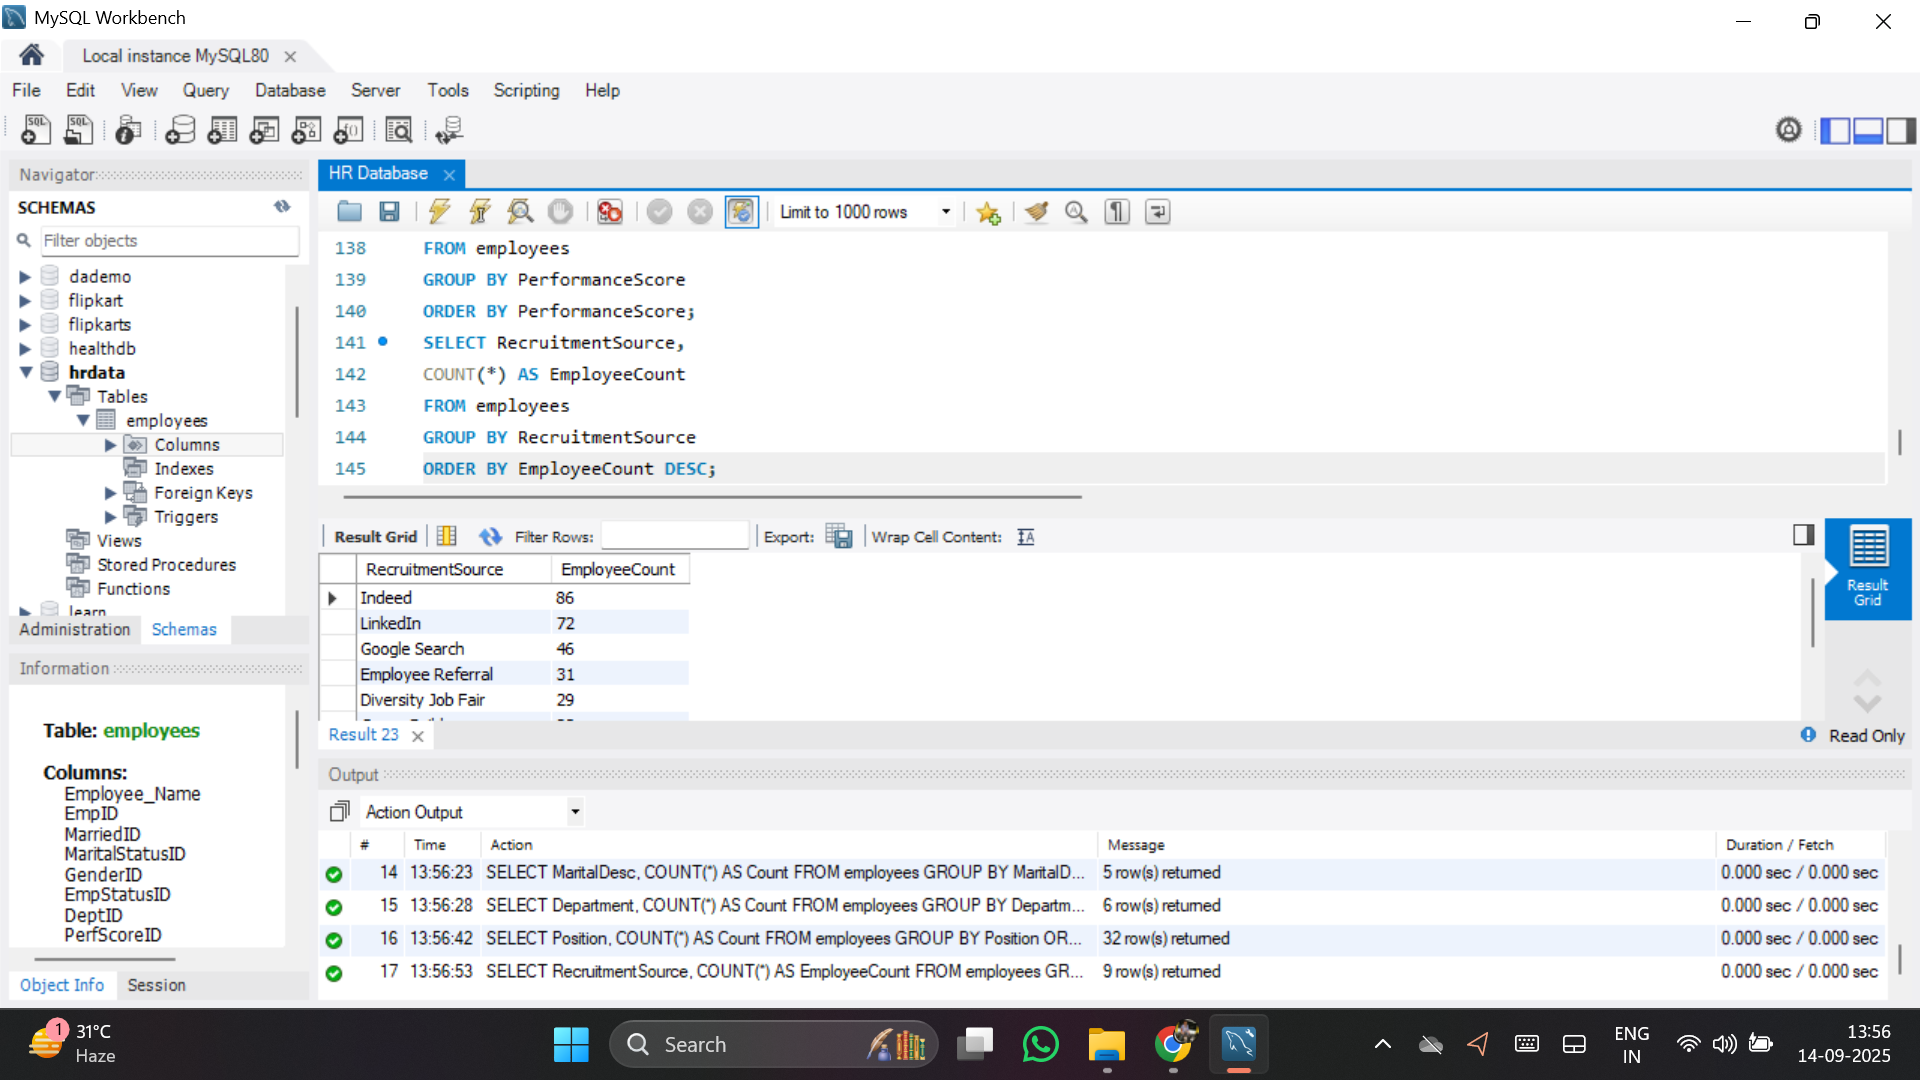 MySQL Workbench
Local instance MySQL80
File Edit View Query Database Server Tools Scripting Help
Navigator
SCHEMAS
Filter objects
dademo
flipkart
flipkarts
healthdb
hrdata
Tables
employees
Columns
Indexes
Foreign Keys
Triggers
Views
Stored Procedures
Functions
learn
Administration Schemas
Information
Table: employees
Columns:
Employee_Name
EmpID
MarriedID
MaritalStatusID
GenderID
EmpStatusID
DeptID
PerfScoreID
Object Info Session
HR Database
Limit to 1000 rows
138 FROM employees
139 GROUP BY PerformanceScore
140 ORDER BY PerformanceScore;
141 SELECT RecruitmentSource,
142 COUNT(*) AS EmployeeCount
143 FROM employees
144 GROUP BY RecruitmentSource
145 ORDER BY EmployeeCount DESC;
Result Grid Filter Rows: Export: Wrap Cell Content:
RecruitmentSource EmployeeCount
Indeed 86
LinkedIn 72
Google Search 46
Employee Referral 31
Diversity Job Fair 29
Result Grid
Result 23
Read Only
Output
Action Output
# Time Action Message Duration / Fetch
14 13:56:23 SELECT MaritalDesc, COUNT(*) AS Count FROM employees GROUP BY MaritalD... 5 row(s) returned 0.000 sec / 0.000 sec
15 13:56:28 SELECT Department, COUNT(*) AS Count FROM employees GROUP BY Departm... 6 row(s) returned 0.000 sec / 0.000 sec
16 13:56:42 SELECT Position, COUNT(*) AS Count FROM employees GROUP BY Position OR... 32 row(s) returned 0.000 sec / 0.000 sec
17 13:56:53 SELECT RecruitmentSource, COUNT(*) AS EmployeeCount FROM employees GR... 9 row(s) returned 0.000 sec / 0.000 sec
1
31°C
Haze
Search
ENG
IN
13:56
14-09-2025